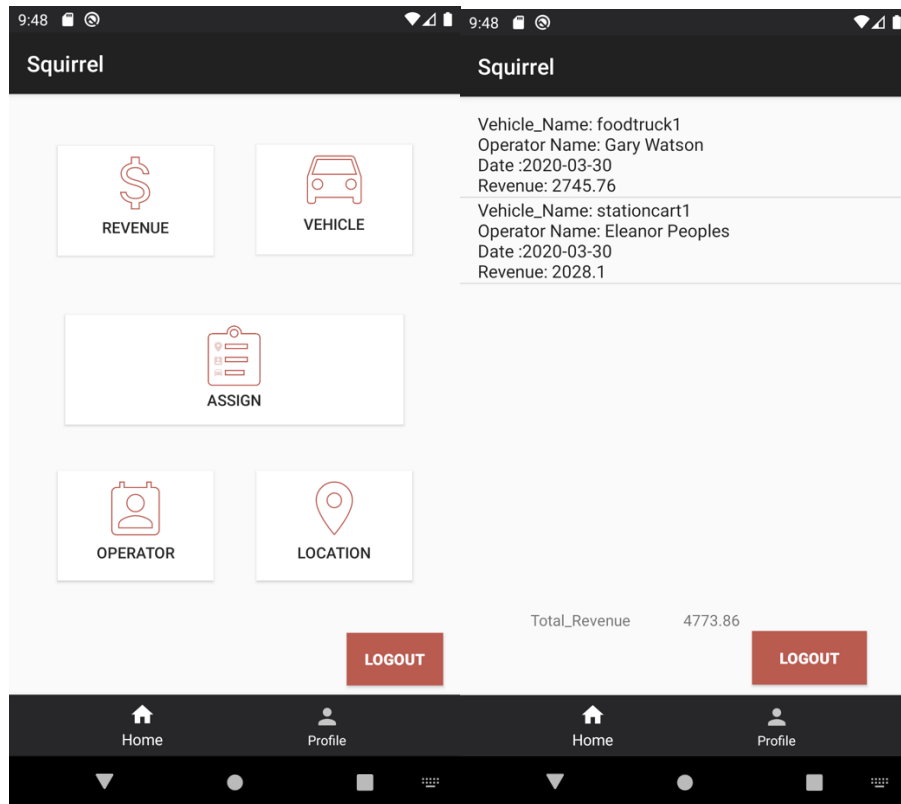 9:48
Squirrel
REVENUE
VEHICLE
ASSIGN
OPERATOR
LOCATION
LOGOUT
Home
Profile
9:48
Squirrel
Vehicle_Name: foodtruck1
Operator Name: Gary Watson
Date :2020-03-30
Revenue: 2745.76
Vehicle_Name: stationcart1
Operator Name: Eleanor Peoples
Date :2020-03-30
Revenue: 2028.1
Total_Revenue 4773.86
LOGOUT
Home
Profile